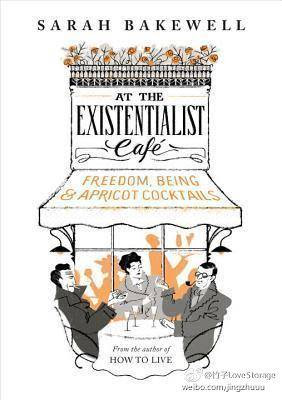 SARAH BAKEWELL
AT THE
EXISTENTIALIST
Café
FREEDOM, BEING
& APRICOT COCKTAILS
From the author of
HOW TO LIVE
@竹子LoveStorage
weibo.com/jingzhuuu